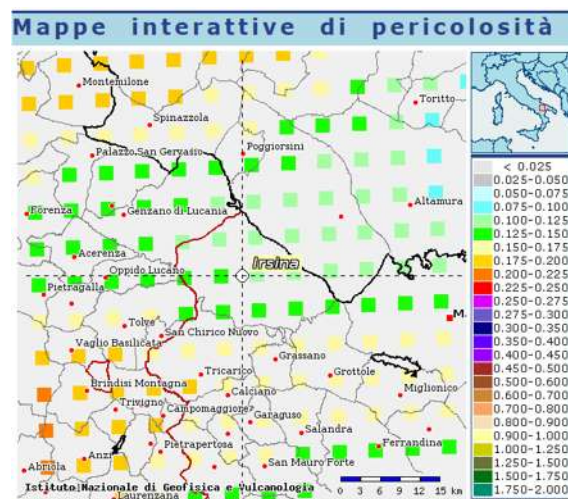 Mappe interattive di pericolosità
Montemilone
Toritto
Spinazzola
Palazzo San Gervasio
Poggiorsini
Forenza
Genzano di Lucania
Altamura
Acerenza
Irsina
Oppido Lucano
Pietragalla
Tolve
San Chirico Nuovo
Vaglio Basilicata
Grassano
Tricarico
Grottole
Brindisi Montagna
Calciano
Miglionico
Trivigno
Campomaggiore
Garaguso
Salandra
Ferrandina
Pietrapertosa
Anzi
Abriola
San Mauro Forte
Laurenzana
Istituto Nazionale di Geofisica e Vulcanologia
0 3 6 9 12 15 km
< 0.025
0.025-0.050
0.050-0.075
0.075-0.100
0.100-0.125
0.125-0.150
0.150-0.175
0.175-0.200
0.200-0.225
0.225-0.250
0.250-0.275
0.275-0.300
0.300-0.350
0.350-0.400
0.400-0.450
0.450-0.500
0.500-0.600
0.600-0.700
0.700-0.800
0.800-0.900
0.900-1.000
1.000-1.250
1.250-1.500
1.500-1.750
1.750-2.000